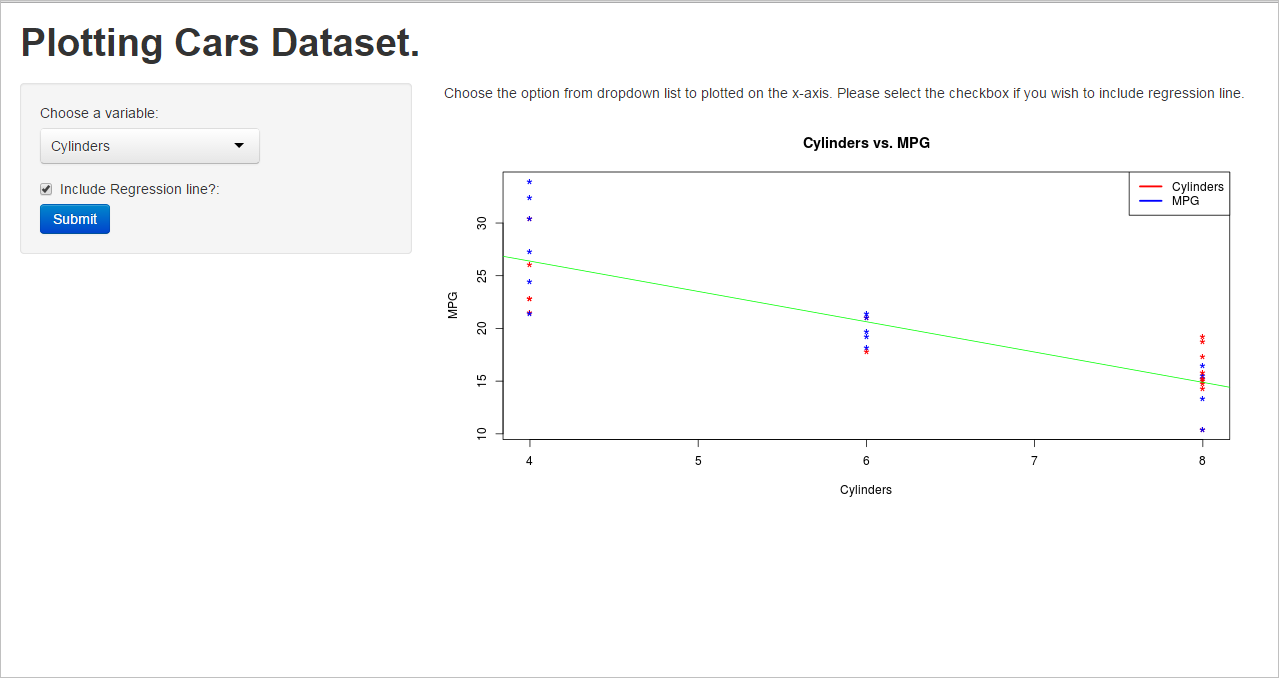 Plotting Cars Dataset.
Choose a variable:
Cylinders
Include Regression line?:
Submit
Choose the option from dropdown list to plotted on the x-axis. Please select the checkbox if you wish to include regression line.
Cylinders vs. MPG
Cylinders
MPG
MPG
30
25
20
15
10
4 5 6 7 8
Cylinders